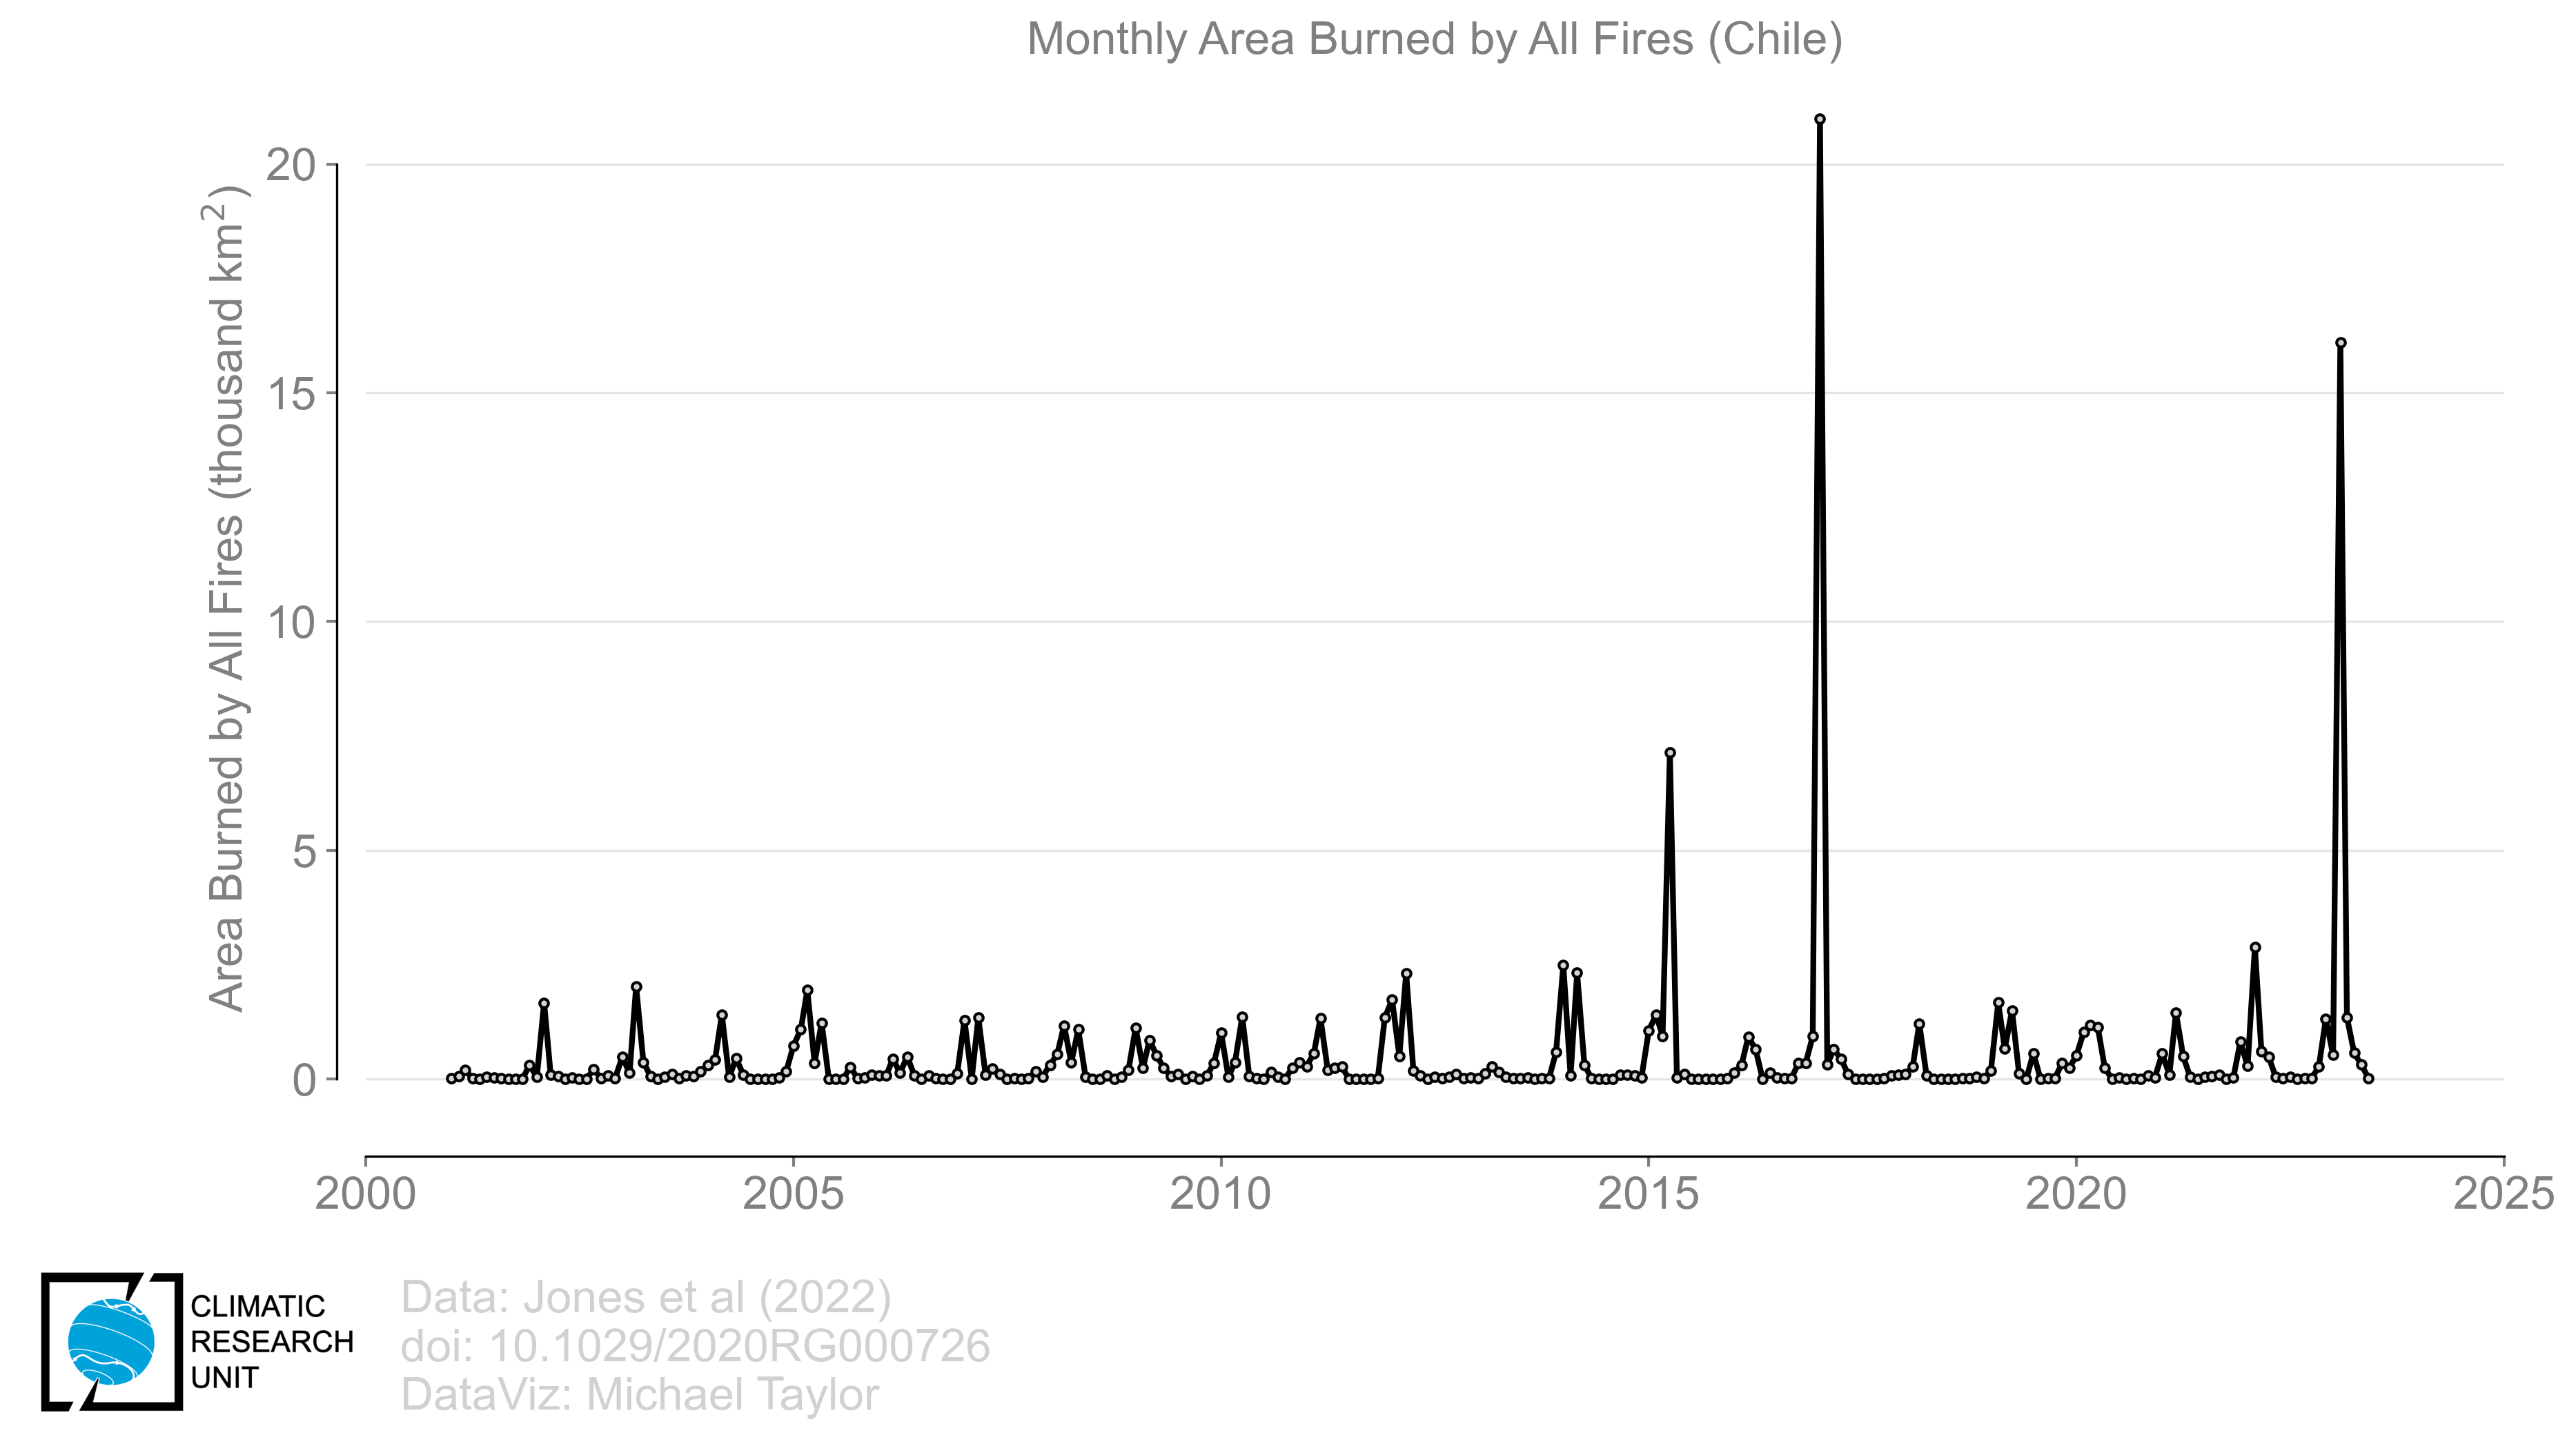 Monthly Area Burned by All Fires (Chile)
Area Burned by All Fires (thousand km²)
20
15
10
5
0
2000 2005 2010 2015 2020 2025
CLIMATIC
RESEARCH
UNIT
Data: Jones et al (2022)
doi: 10.1029/2020RG000726
DataViz: Michael Taylor